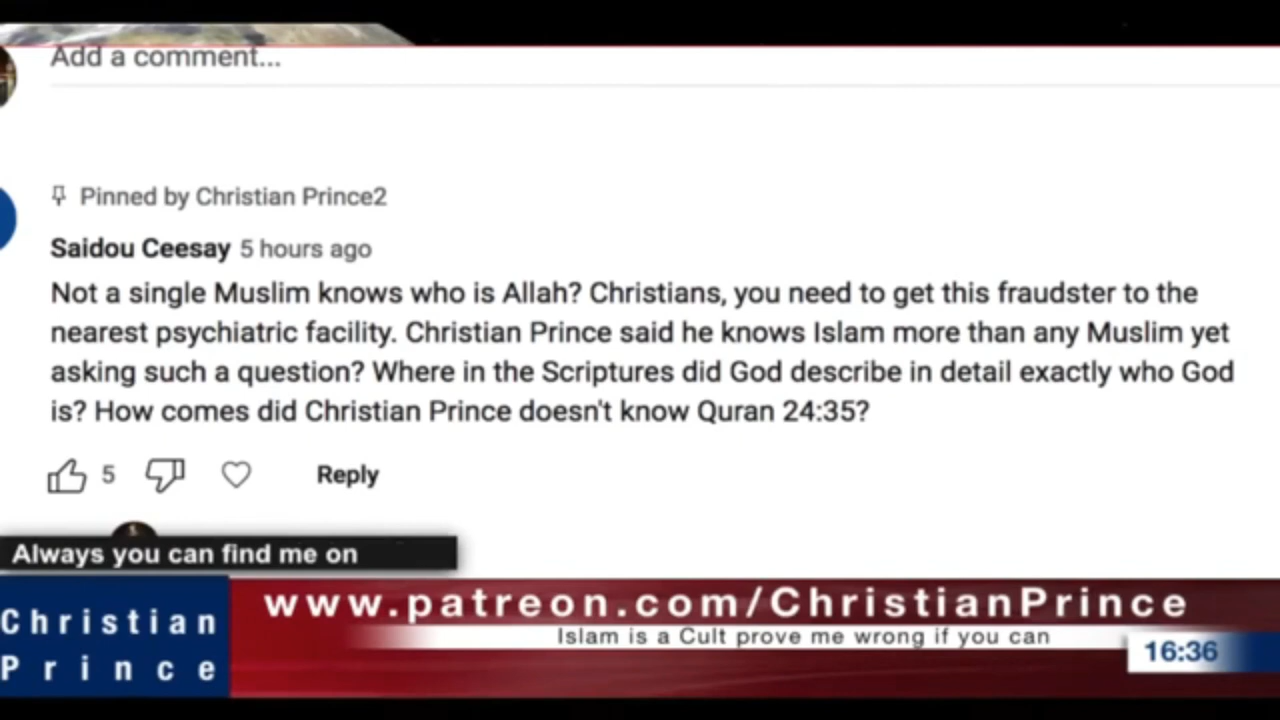 Add a comment...
Pinned by Christian Prince2
Saidou Ceesay 5 hours ago
Not a single Muslim knows who is Allah? Christians, you need to get this fraudster to the
nearest psychiatric facility. Christian Prince said he knows Islam more than any Muslim yet
asking such a question? Where in the Scriptures did God describe in detail exactly who God
is? How comes did Christian Prince doesn't know Quran 24:35?
5 Reply
Always you can find me on
Christian
Prince
www.patreon.com/ChristianPrince
Islam is a Cult prove me wrong if you can
16:36